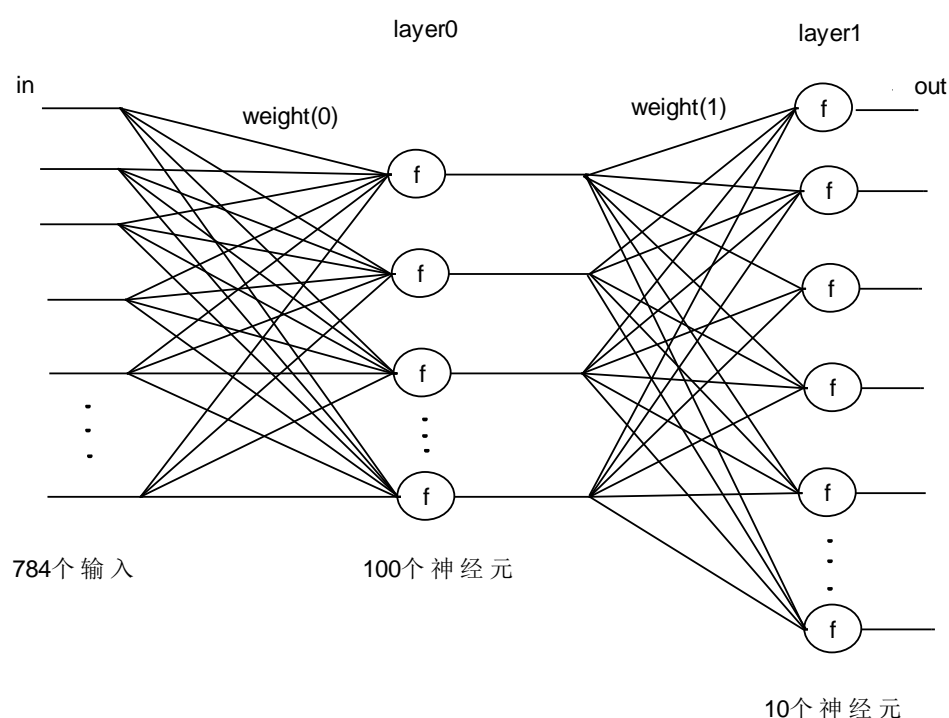 layer0
layer1
in
out
weight(0)
weight(1)
f
f
f
f
f
f
f
f
f
f
784个输入
100个神经元
10个神经元